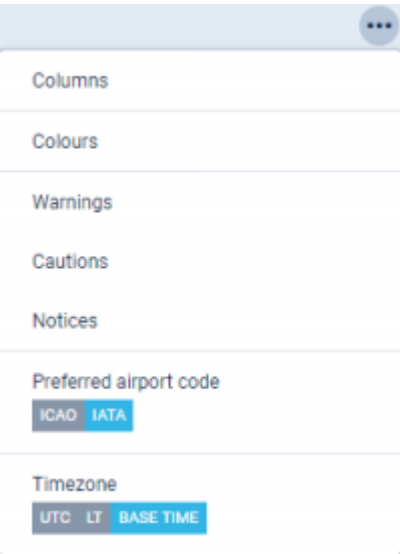 Columns
Colours
Warnings
Cautions
Notices
Preferred airport code
ICAO IATA
Timezone
UTC LT BASE TIME